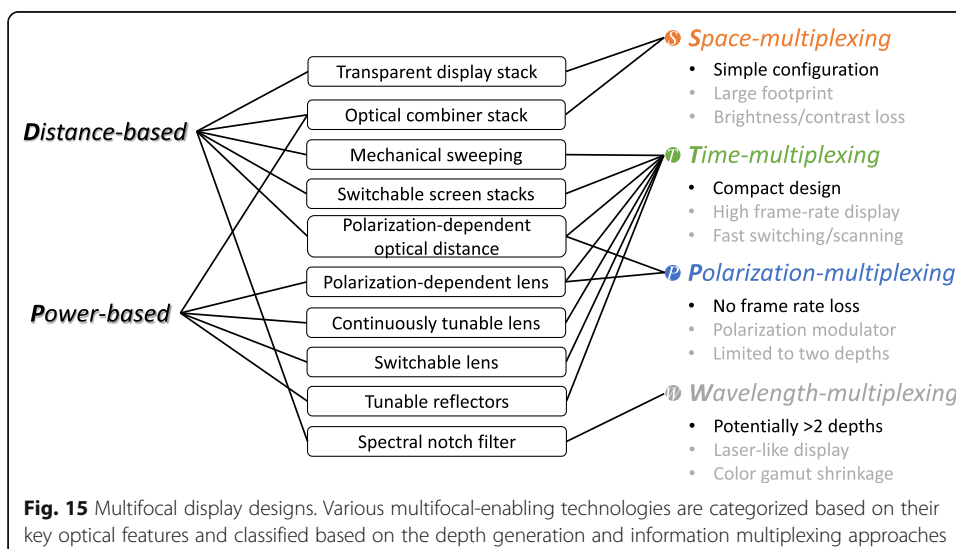 Distance-based
Power-based
Transparent display stack
Optical combiner stack
Mechanical sweeping
Switchable screen stacks
Polarization-dependent
optical distance
Polarization-dependent lens
Continuously tunable lens
Switchable lens
Tunable reflectors
Spectral notch filter
S Space-multiplexing
• Simple configuration
• Large footprint
• Brightness/contrast loss
T Time-multiplexing
• Compact design
• High frame-rate display
• Fast switching/scanning
P Polarization-multiplexing
• No frame rate loss
• Polarization modulator
• Limited to two depths
W Wavelength-multiplexing
• Potentially >2 depths
• Laser-like display
• Color gamut shrinkage
Fig. 15 Multifocal display designs. Various multifocal-enabling technologies are categorized based on their
key optical features and classified based on the depth generation and information multiplexing approaches